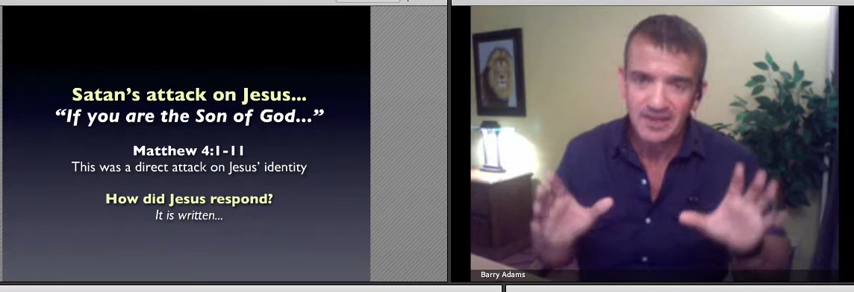 Satan's attack on Jesus...
"If you are the Son of God..."
Matthew 4:1-11
This was a direct attack on Jesus' identity
How did Jesus respond?
It is written...
Barry Adams